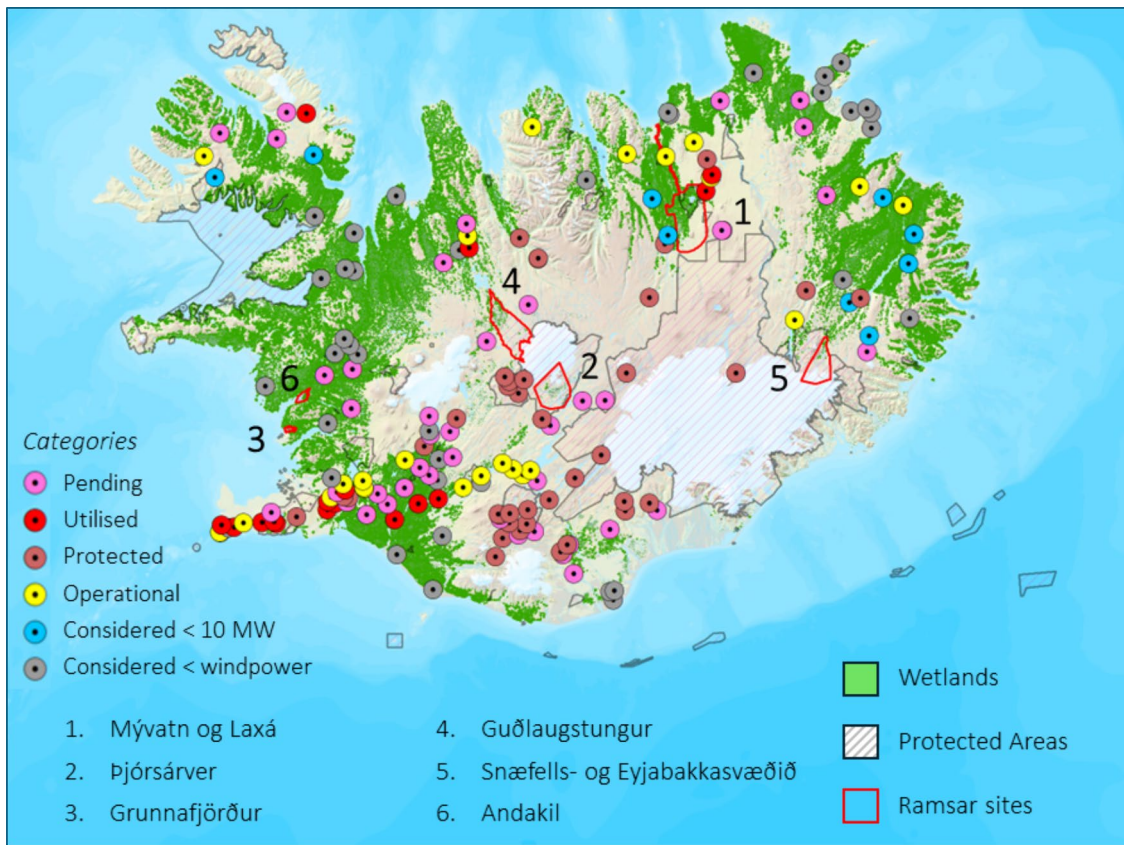 1
4
2
5
6
3
Categories
Pending
Utilised
Protected
Operational
Considered < 10 MW
Considered < windpower
Wetlands
Protected Areas
Ramsar sites
1. Mývatn og Laxá
2. Þjórsárver
3. Grunnafjörður
4. Guðlaugstungur
5. Snæfells- og Eyjabakkasvæðið
6. Andakil